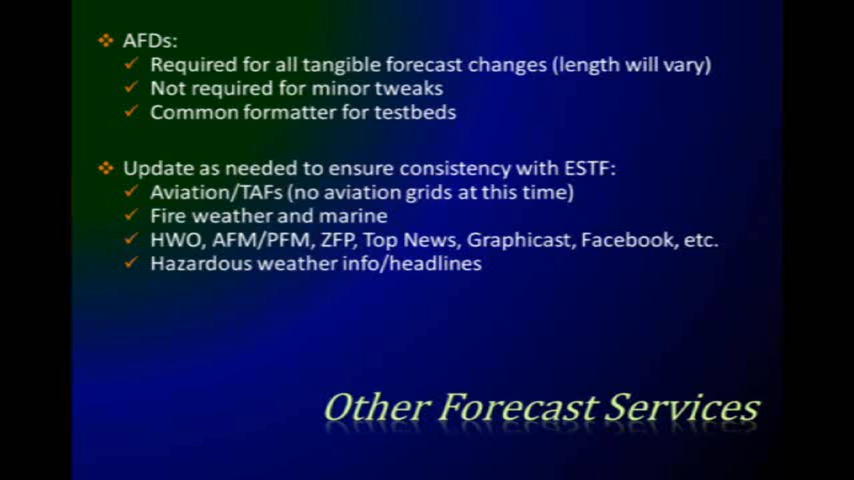 AFDs:
Required for all tangible forecast changes (length will vary)
Not required for minor tweaks
Common formatter for testbeds
Update as needed to ensure consistency with ESTF:
Aviation/TAFs (no aviation grids at this time)
Fire weather and marine
HWO, AFM/PFM, ZFP, Top News, Graphicast, Facebook, etc.
Hazardous weather info/headlines
Other Forecast Services